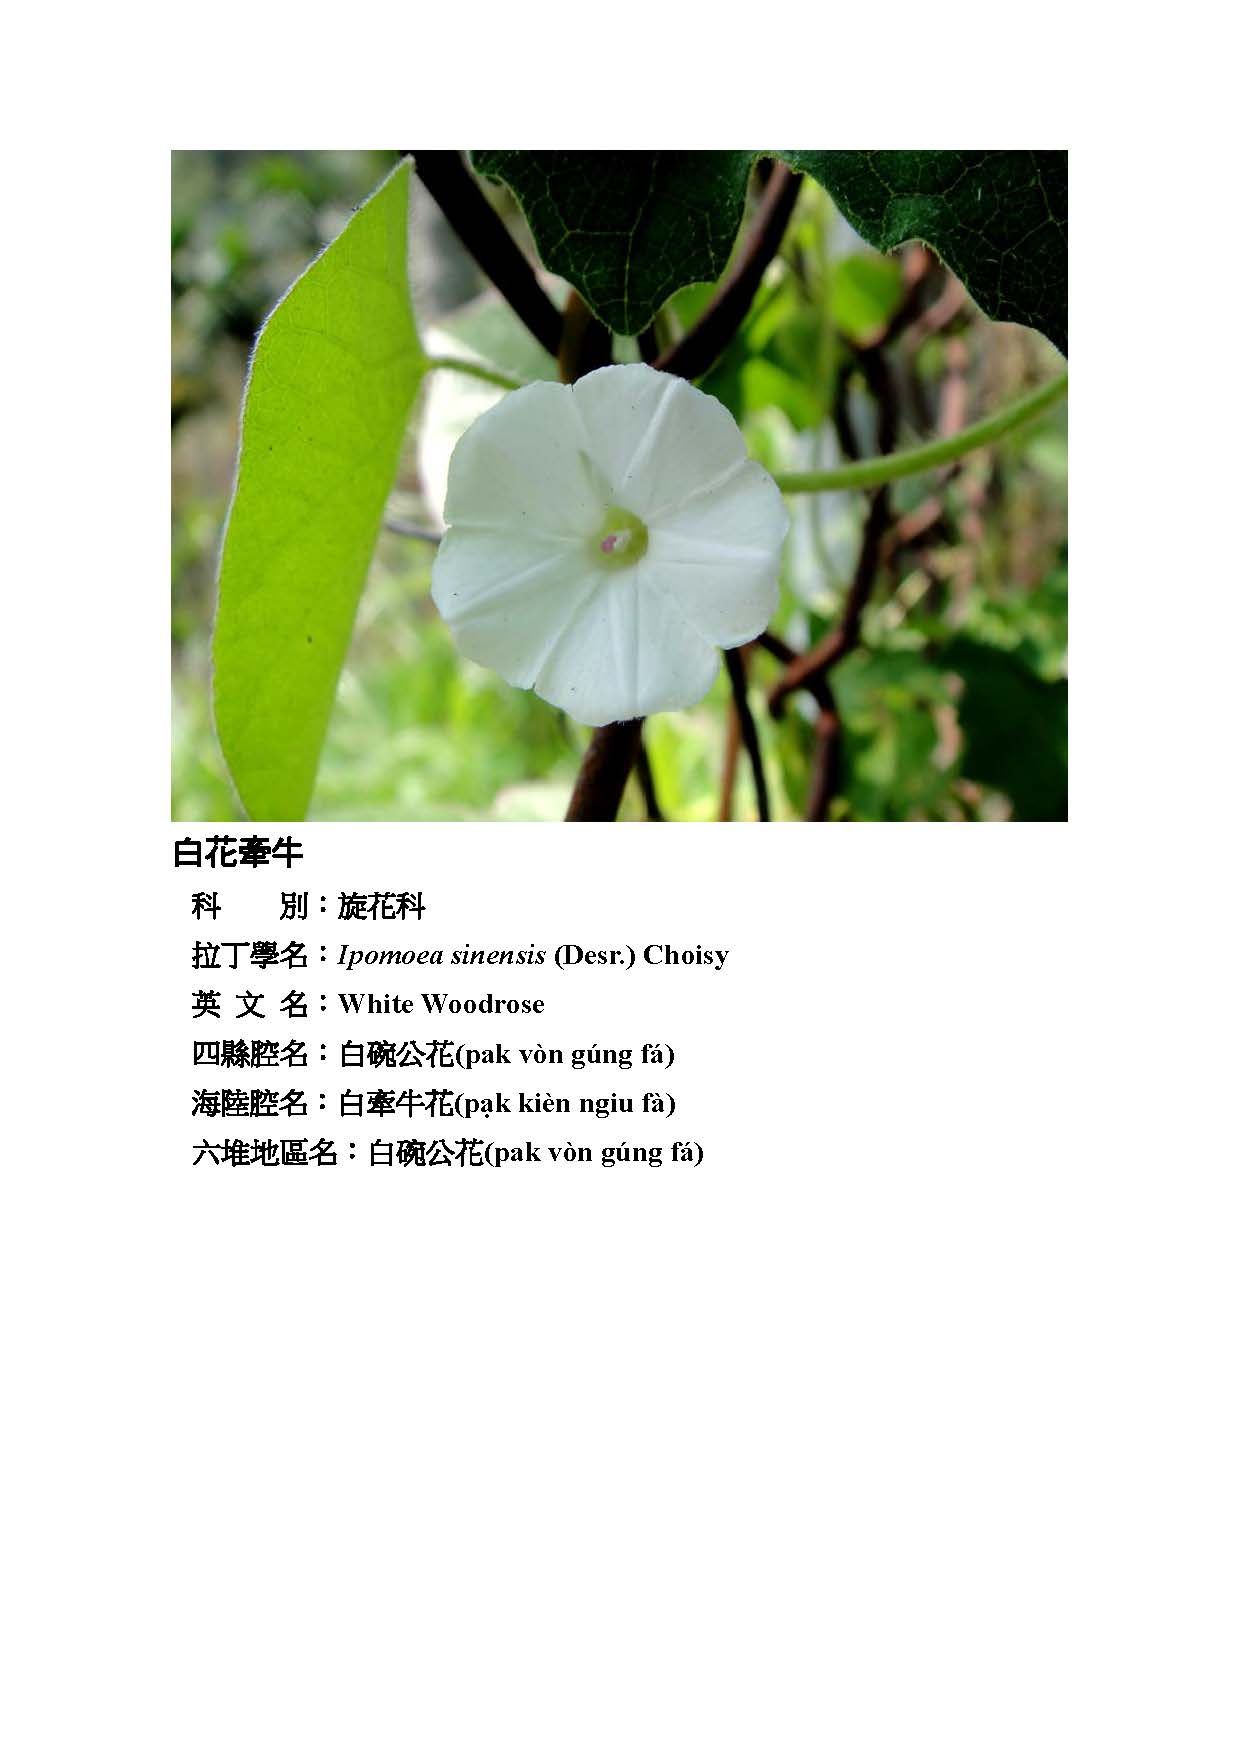 白花牽牛
科　　別：旋花科
拉丁學名：Ipomoea sinensis (Desr.) Choisy
英 文 名：White Woodrose
四縣腔名：白碗公花(pak vòn gúng fá)
海陸腔名：白牽牛花(pa̠k kièn ngiu fà)
六堆地區名：白碗公花(pak vòn gúng fá)